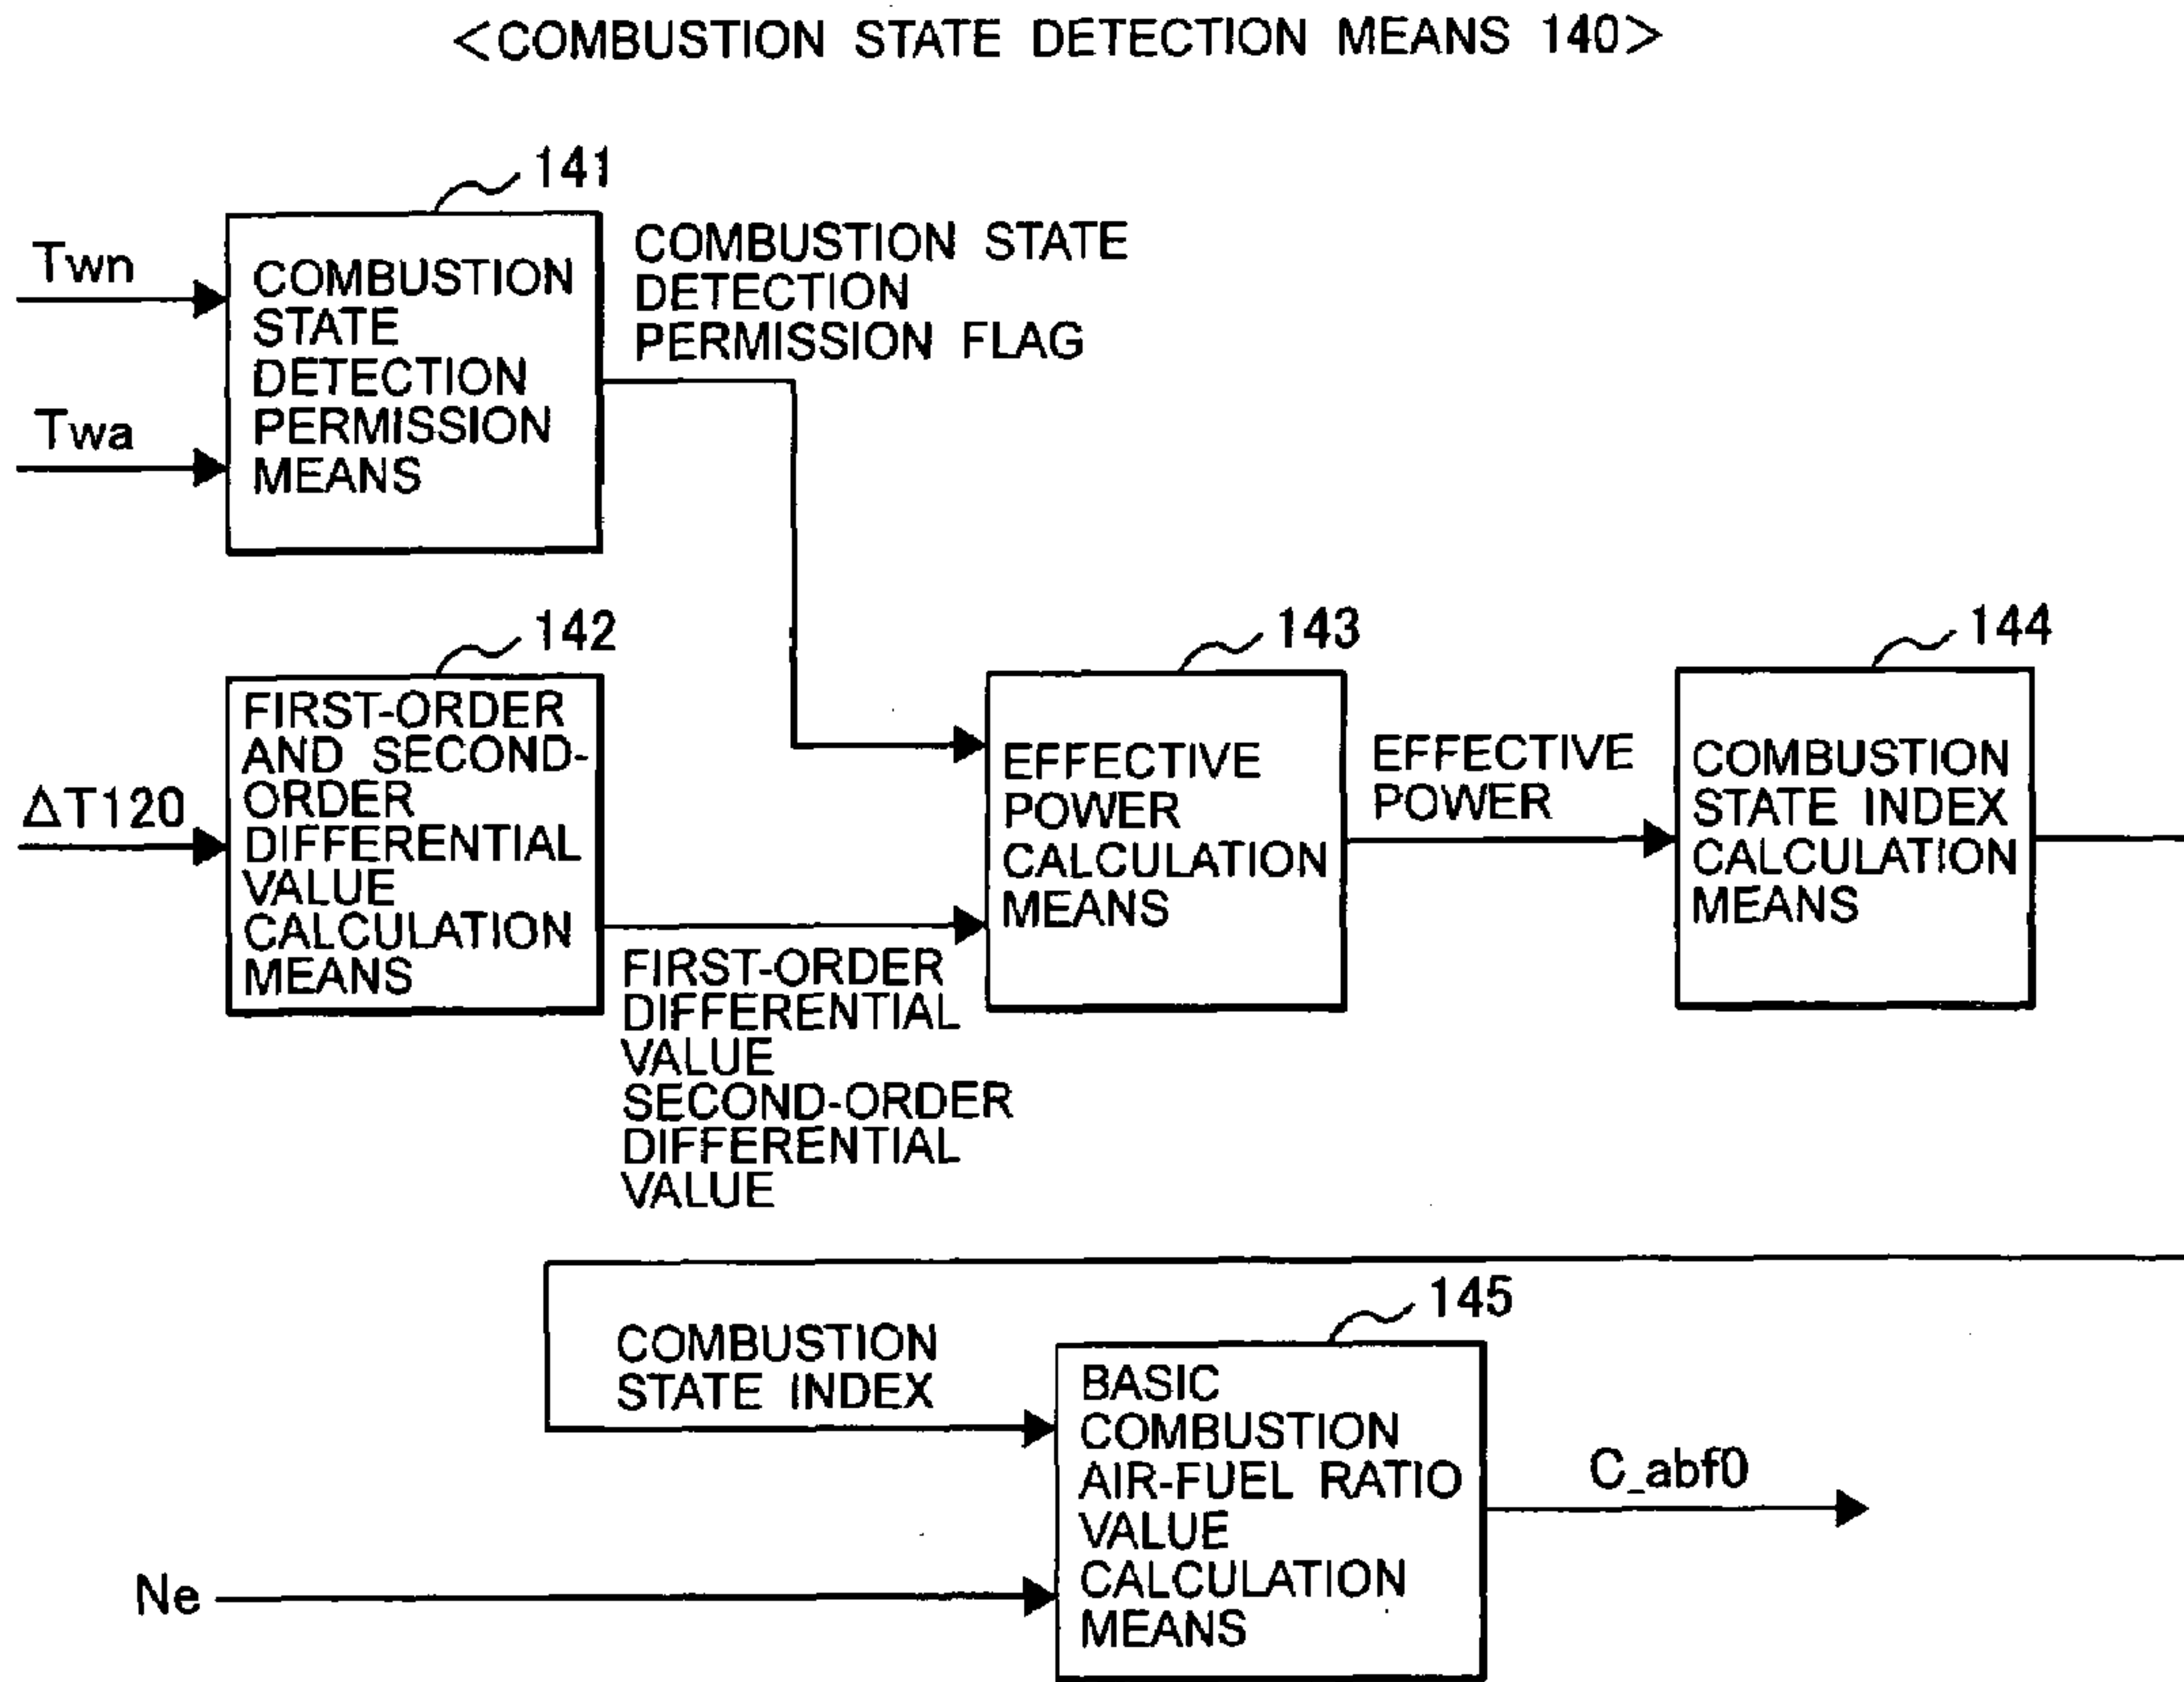 <COMBUSTION STATE DETECTION MEANS 140>
141
Twn
Twa
COMBUSTION
STATE
DETECTION
PERMISSION
MEANS
COMBUSTION STATE
DETECTION
PERMISSION FLAG
142
ΔT120
FIRST-ORDER
AND SECOND-
ORDER
DIFFERENTIAL
VALUE
CALCULATION
MEANS
FIRST-ORDER
DIFFERENTIAL
VALUE
SECOND-ORDER
DIFFERENTIAL
VALUE
143
EFFECTIVE
POWER
CALCULATION
MEANS
EFFECTIVE
POWER
144
COMBUSTION
STATE INDEX
CALCULATION
MEANS
COMBUSTION
STATE INDEX
Ne
145
BASIC
COMBUSTION
AIR-FUEL RATIO
VALUE
CALCULATION
MEANS
C_abf0